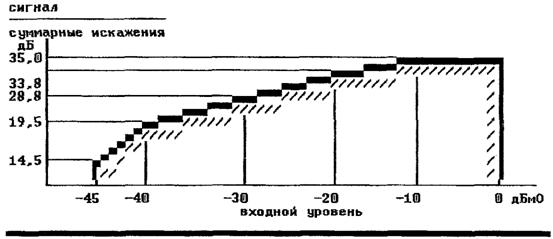 сигнал
суммарные искажения
дБ
35,0
33,8
28,8
19,5
14,5
-45 -40 -30 -20 -10 0 дБмО
входной уровень